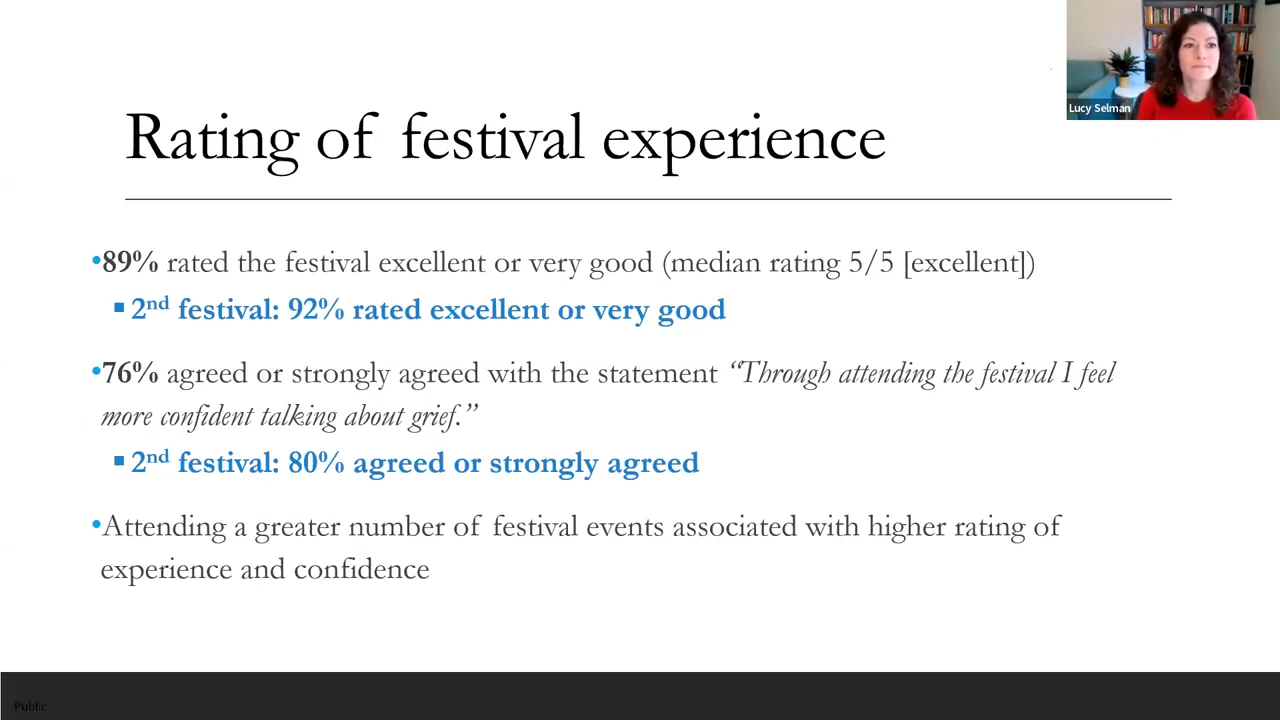 Lucy Selman
Rating of festival experience
•89% rated the festival excellent or very good (median rating 5/5 [excellent])
▪ 2nd festival: 92% rated excellent or very good
•76% agreed or strongly agreed with the statement “Through attending the festival I feel
more confident talking about grief.”
▪ 2nd festival: 80% agreed or strongly agreed
•Attending a greater number of festival events associated with higher rating of
experience and confidence
Public